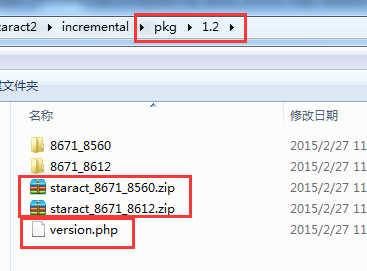 taract2 incremental pkg 1.2
文件夹
名称 修改日期
8671_8560 2015/2/27 11
8671_8612 2015/2/27 11
staract_8671_8560.zip 2015/2/27 11
staract_8671_8612.zip 2015/2/27 11
version.php 2015/2/27 11